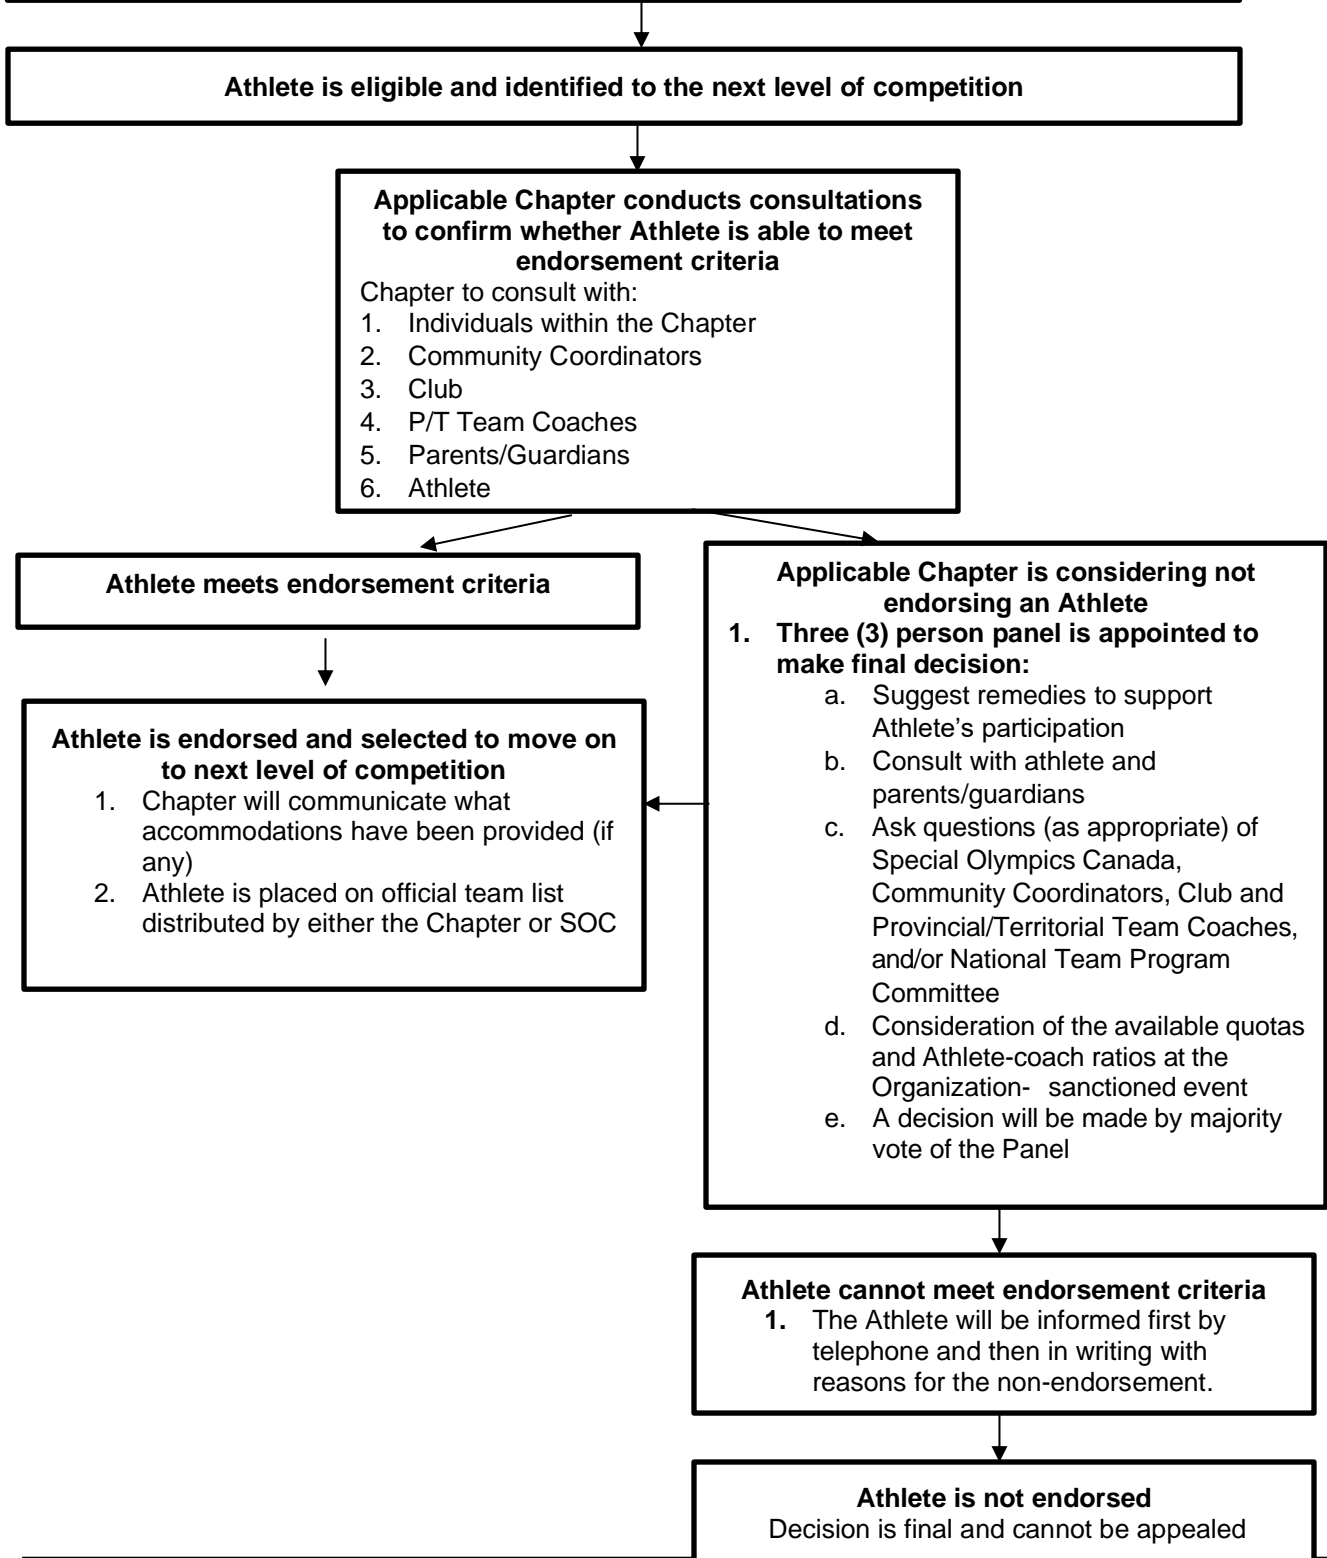 Athlete is eligible and identified to the next level of competition
Applicable Chapter conducts consultations
to confirm whether Athlete is able to meet
endorsement criteria
Chapter to consult with:
1. Individuals within the Chapter
2. Community Coordinators
3. Club
4. P/T Team Coaches
5. Parents/Guardians
6. Athlete
Athlete meets endorsement criteria
Athlete is endorsed and selected to move on
to next level of competition
1. Chapter will communicate what
accommodations have been provided (if
any)
2. Athlete is placed on official team list
distributed by either the Chapter or SOC
Applicable Chapter is considering not
endorsing an Athlete
1. Three (3) person panel is appointed to
make final decision:
a. Suggest remedies to support
Athlete’s participation
b. Consult with athlete and
parents/guardians
c. Ask questions (as appropriate) of
Special Olympics Canada,
Community Coordinators, Club and
Provincial/Territorial Team Coaches,
and/or National Team Program
Committee
d. Consideration of the available quotas
and Athlete-coach ratios at the
Organization- sanctioned event
e. A decision will be made by majority
vote of the Panel
Athlete cannot meet endorsement criteria
1. The Athlete will be informed first by
telephone and then in writing with
reasons for the non-endorsement.
Athlete is not endorsed
Decision is final and cannot be appealed